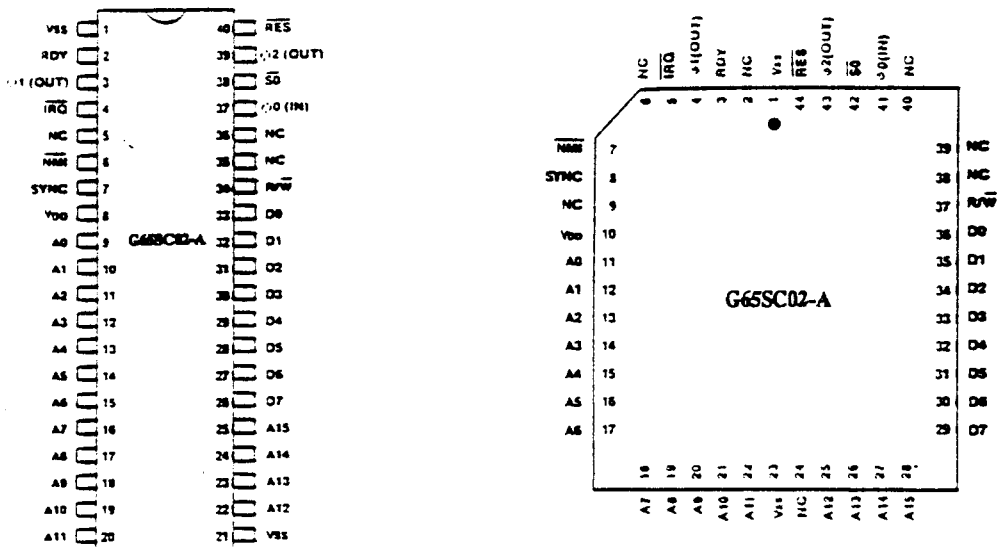 VSS 1 40 RES
RDY 2 39 ϕ2 (OUT)
ϕ1 (OUT) 3 38 S0
IRQ 4 37 ϕ0 (IN)
NC 5 36 NC
NMI 6 35 NC
SYNC 7 34 R/W
VDD 8 33 D0
A0 9 32 D1
G65SC02-A
A1 10 31 D2
A2 11 30 D3
A3 12 29 D4
A4 13 28 D5
A5 14 27 D6
A6 15 26 D7
A7 16 25 A15
A8 17 24 A14
A9 18 23 A13
A10 19 22 A12
A11 20 21 VSS
NC IRQ ϕ1(OUT) RDY NC Vss RES ϕ2(OUT) S0 ϕ0(IN) NC
6 5 4 3 2 1 44 43 42 41 40
NMI 7 39 NC
SYNC 8 38 NC
NC 9 37 R/W
VDD 10 36 D0
A0 11 35 D1
A1 12 34 D2
G65SC02-A
A2 13 33 D3
A3 14 32 D4
A4 15 31 D5
A5 16 30 D6
A6 17 29 D7
18 19 20 21 22 23 24 25 26 27 28
A7 A8 A9 A10 A11 Vss NC A12 A13 A14 A15